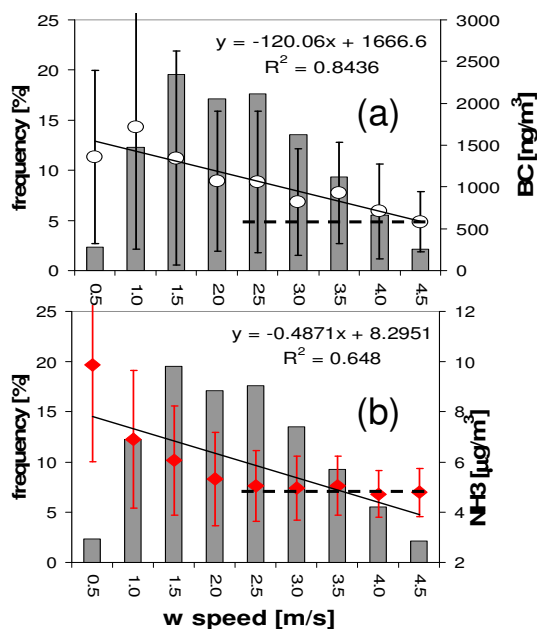 y = -120.06x + 1666.6
R² = 0.8436
(a)
frequency [%]
25
20
15
10
5
0
BC [ng/m³]
3000
2500
2000
1500
1000
500
0
0.5 1.0 1.5 2.0 2.5 3.0 3.5 4.0 4.5
y = -0.4871x + 8.2951
R² = 0.648
(b)
frequency [%]
25
20
15
10
5
0
NH3 [µg/m³]
12
10
8
6
4
2
0.5 1.0 1.5 2.0 2.5 3.0 3.5 4.0 4.5
w speed [m/s]